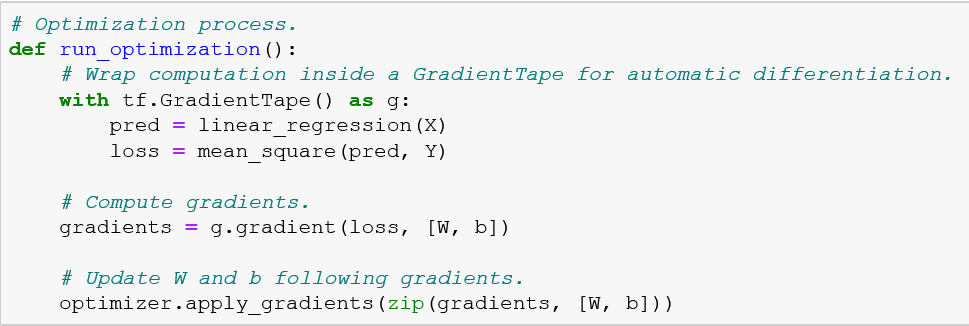 # Optimization process.
def run_optimization():
    # Wrap computation inside a GradientTape for automatic differentiation.
    with tf.GradientTape() as g:
        pred = linear_regression(X)
        loss = mean_square(pred, Y)

    # Compute gradients.
    gradients = g.gradient(loss, [W, b])

    # Update W and b following gradients.
    optimizer.apply_gradients(zip(gradients, [W, b]))